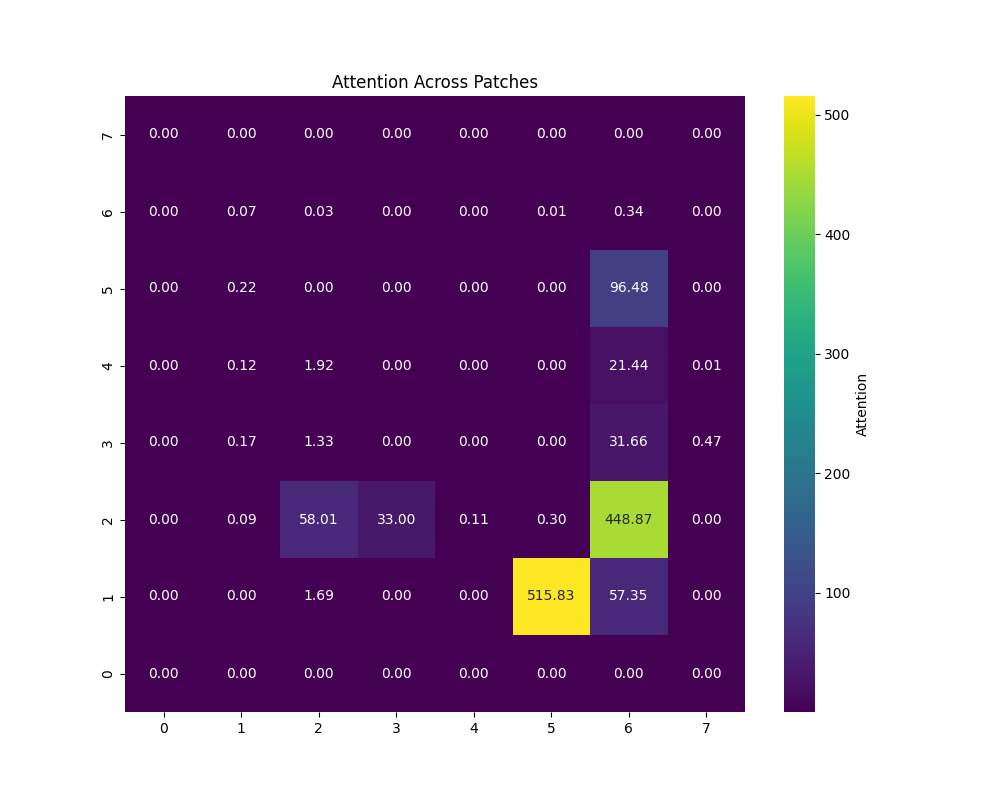 Attention Across Patches
7 0.00 0.00 0.00 0.00 0.00 0.00 0.00 0.00
6 0.00 0.07 0.03 0.00 0.00 0.01 0.34 0.00
5 0.00 0.22 0.00 0.00 0.00 0.00 96.48 0.00
4 0.00 0.12 1.92 0.00 0.00 0.00 21.44 0.01
3 0.00 0.17 1.33 0.00 0.00 0.00 31.66 0.47
2 0.00 0.09 58.01 33.00 0.11 0.30 448.87 0.00
1 0.00 0.00 1.69 0.00 0.00 515.83 57.35 0.00
0 0.00 0.00 0.00 0.00 0.00 0.00 0.00 0.00
0 1 2 3 4 5 6 7
500
400
300
200
100
Attention